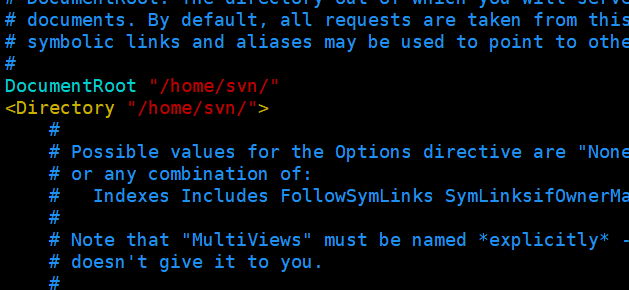 # DocumentRoot: The directory out of which you will serve
# documents. By default, all requests are taken from this
# symbolic links and aliases may be used to point to othe
#
DocumentRoot "/home/svn/"
<Directory "/home/svn/">
#
# Possible values for the Options directive are "None
# or any combination of:
#   Indexes Includes FollowSymLinks SymLinksifOwnerMa
#
# Note that "MultiViews" must be named *explicitly* -
# doesn't give it to you.
#